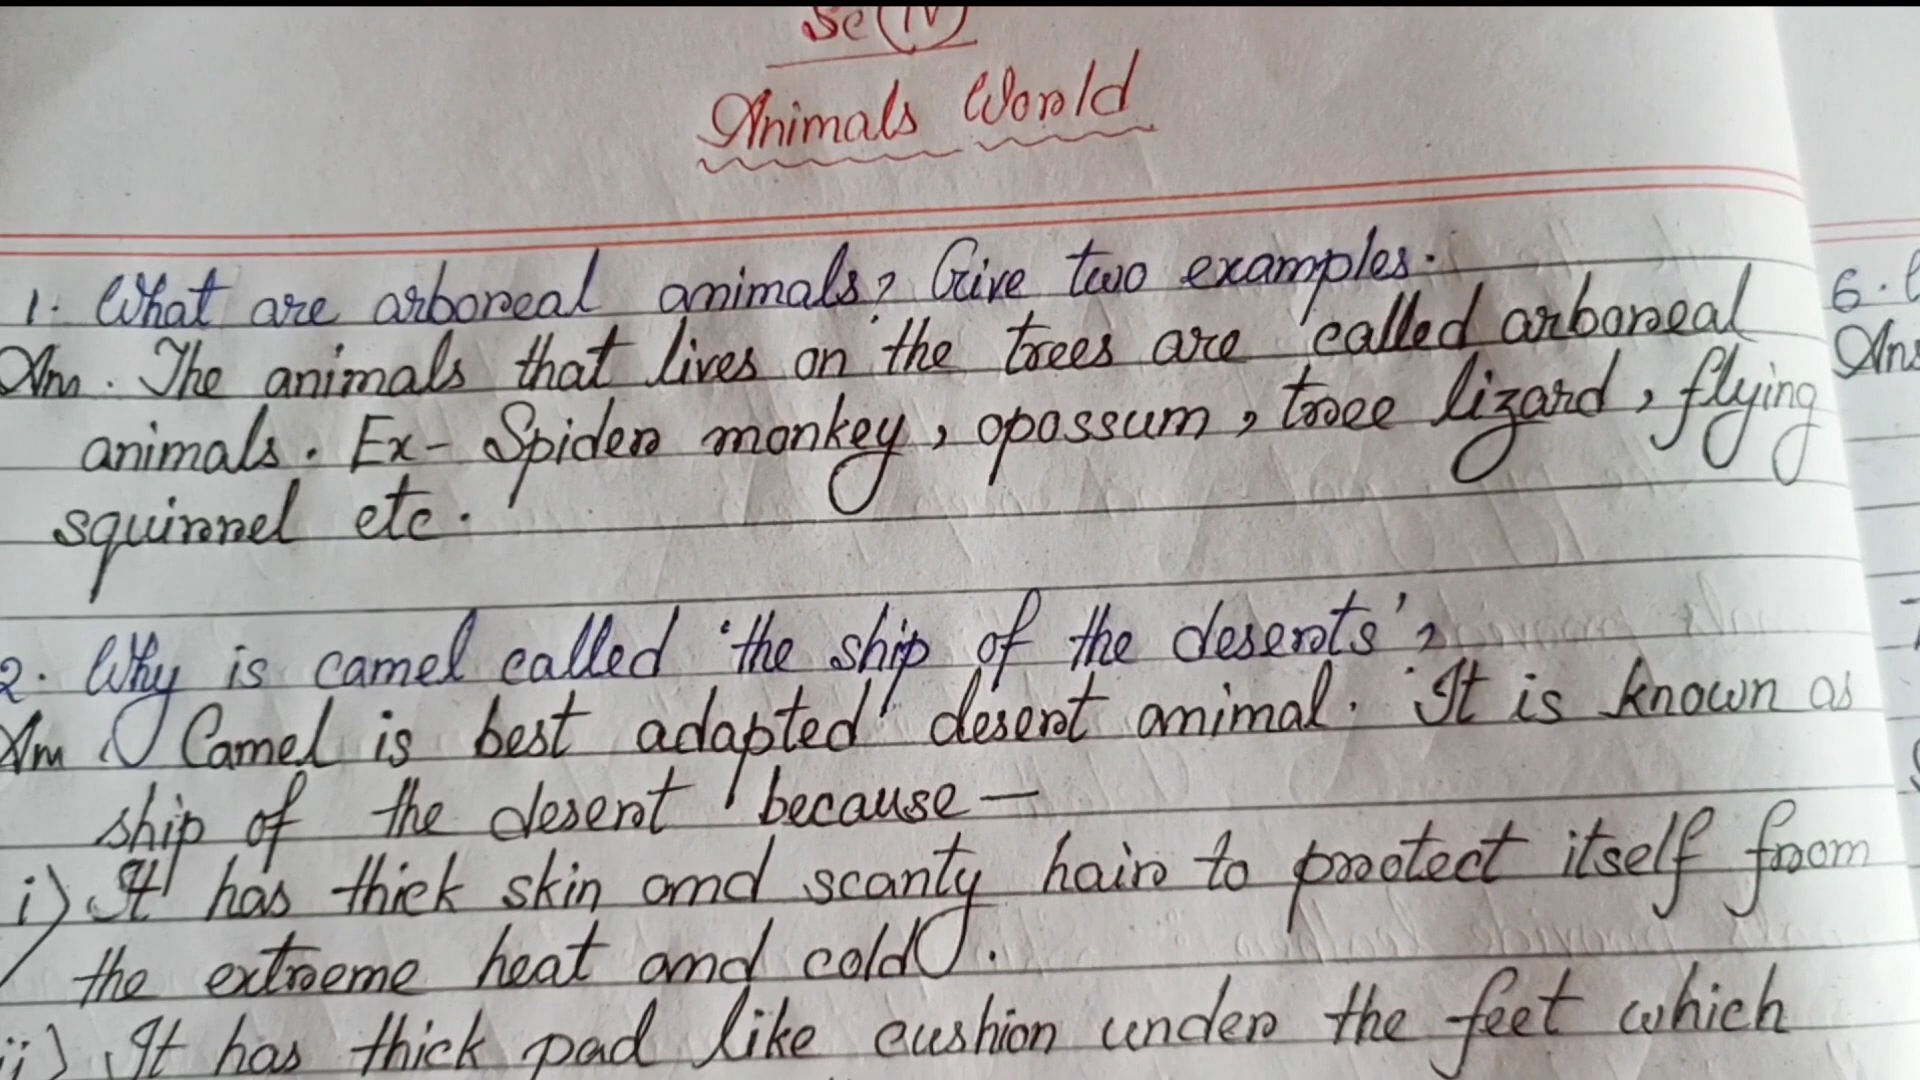 Sc (IV)
Animals World
1. What are arboreal animals? Give two examples.
Ans. The animals that lives on the trees are called arboreal
animals. Ex- Spider monkey, opossum, tree lizard, flying
squirrel etc.
2. Why is camel called 'the ship of the deserts'?
Ans. Camel is best adapted desert animal. It is known as
ship of the desert because —
i) It has thick skin and scanty hair to protect itself from
the extreme heat and cold.
ii) It has thick pad like cushion under the feet which
6.
Ans